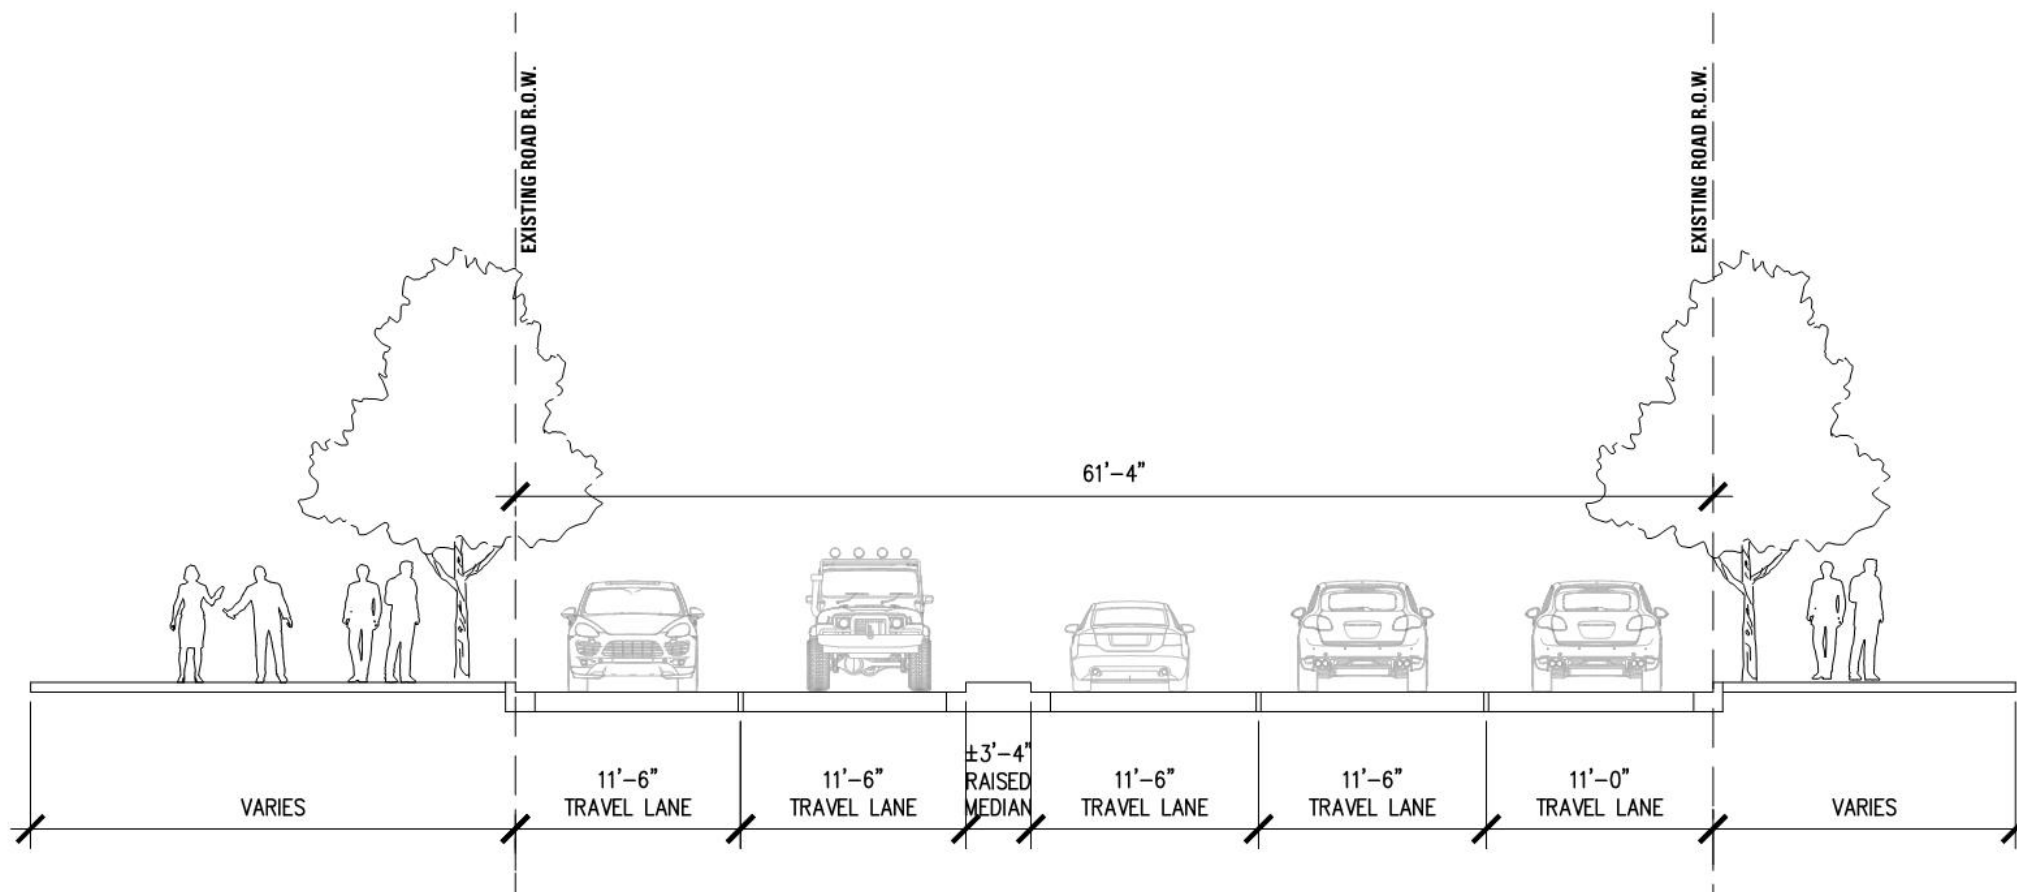 EXISTING ROAD R.O.W.
EXISTING ROAD R.O.W.
61'-4"
VARIES
11'-6"
TRAVEL LANE
11'-6"
TRAVEL LANE
±3'-4"
RAISED
MEDIAN
11'-6"
TRAVEL LANE
11'-6"
TRAVEL LANE
11'-0"
TRAVEL LANE
VARIES